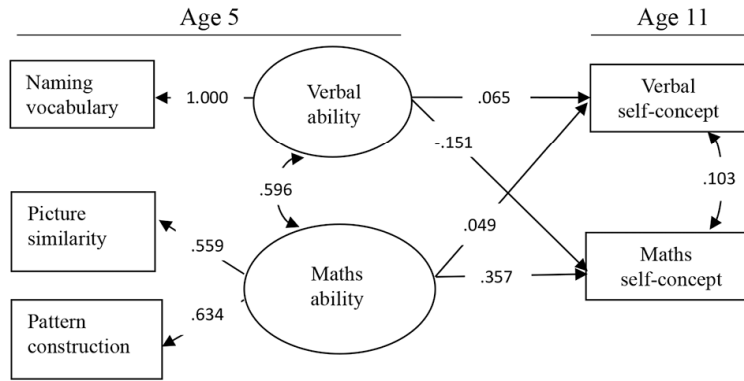 Age 5
Age 11
Naming
vocabulary
1.000
Verbal
ability
.065
Verbal
self-concept
-.151
.103
.596
Picture
similarity
.559
.049
Maths
ability
.357
Maths
self-concept
.634
Pattern
construction